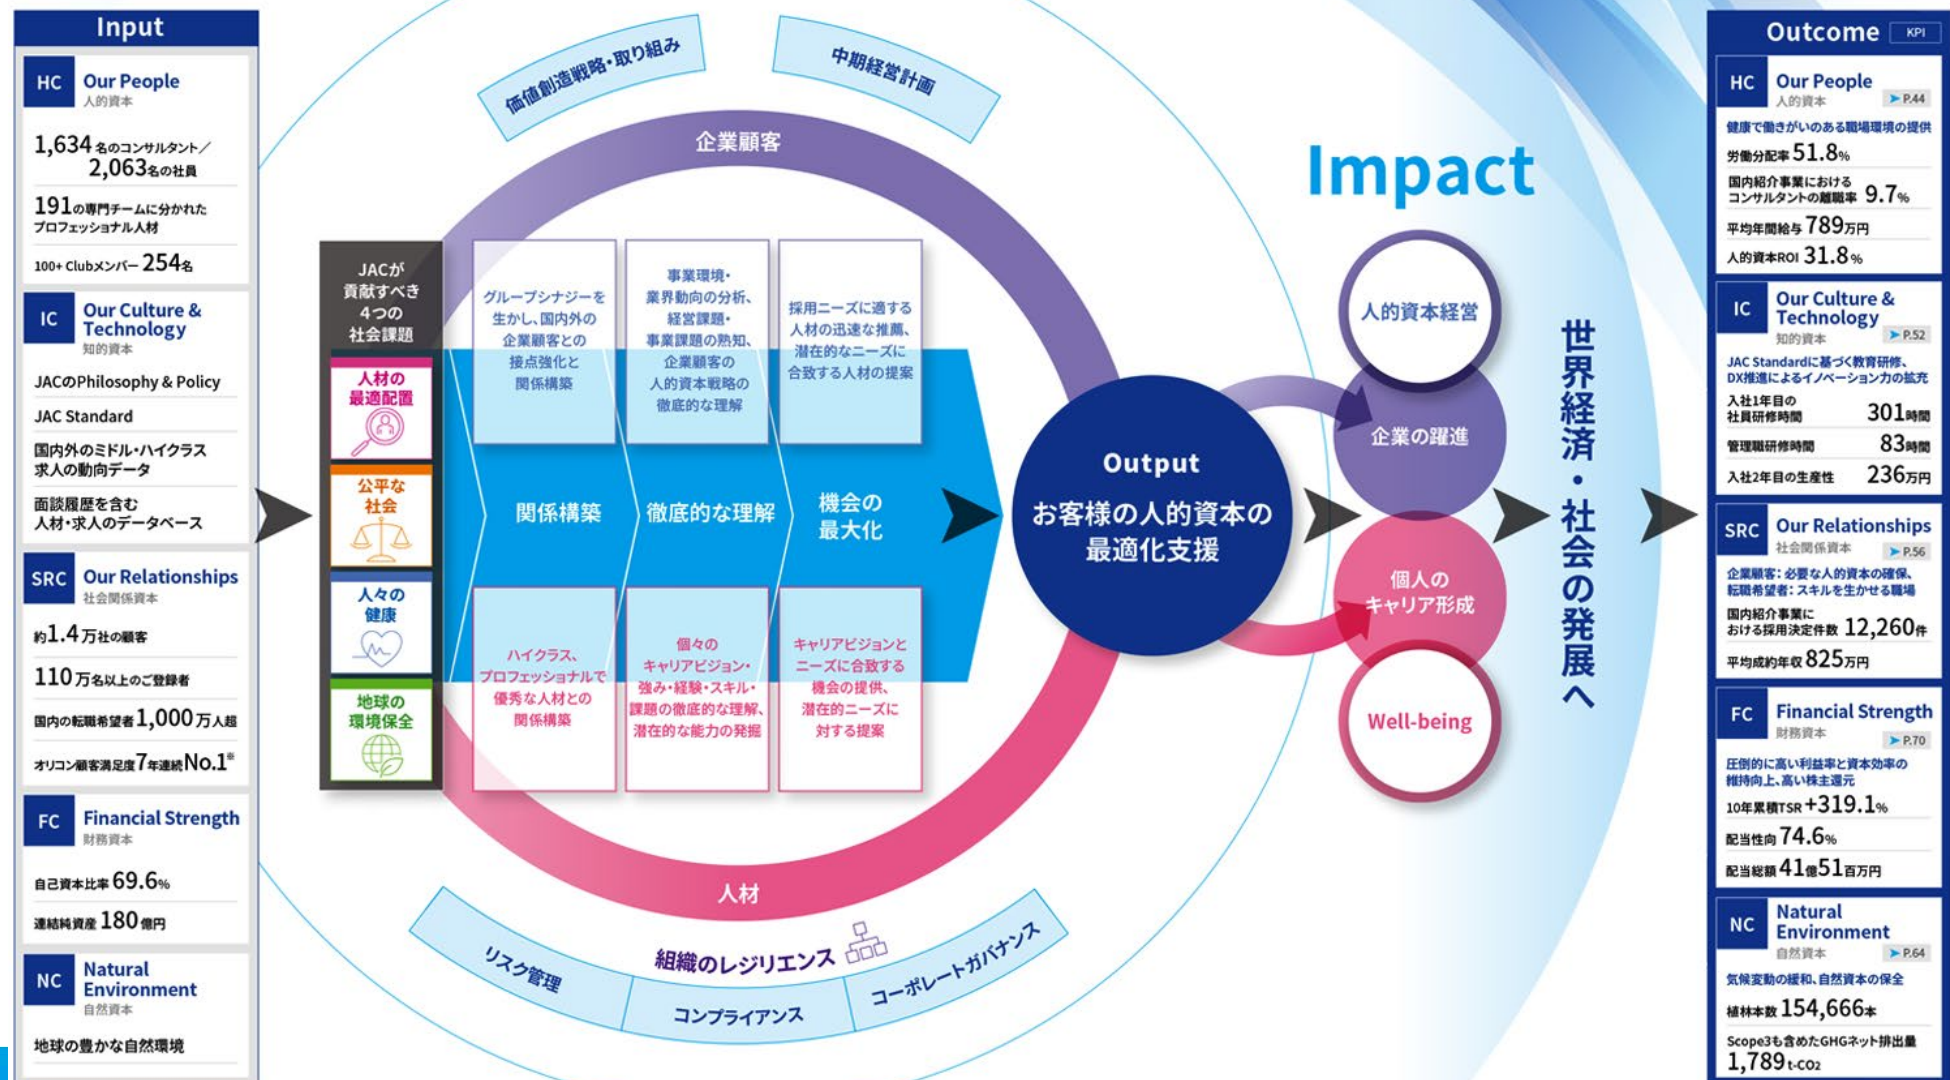 Input
HC
Our People
人的資本
1,634名のコンサルタント／
2,063名の社員
191の専門チームに分かれた
プロフェッショナル人材
100+ Clubメンバー 254名
IC
Our Culture &
Technology
知的資本
JACのPhilosophy & Policy
JAC Standard
国内外のミドル・ハイクラス
求人の動向データ
面談履歴を含む
人材・求人のデータベース
SRC
Our Relationships
社会関係資本
約1.4万社の顧客
110万名以上のご登録者
国内の転職希望者1,000万人超
オリコン顧客満足度7年連続No.1※
FC
Financial Strength
財務資本
自己資本比率 69.6%
連結純資産 180億円
NC
Natural
Environment
自然資本
地球の豊かな自然環境
価値創造戦略・取り組み
中期経営計画
企業顧客
JACが
貢献すべき
4つの
社会課題
人材の
最適配置
公平な
社会
人々の
健康
地球の
環境保全
グループシナジーを
生かし、国内外の
企業顧客との
接点強化と
関係構築
事業環境・
業界動向の分析、
経営課題・
事業課題の熟知、
企業顧客の
人的資本戦略の
徹底的な理解
採用ニーズに適する
人材の迅速な推薦、
潜在的なニーズに
合致する人材の提案
関係構築
徹底的な理解
機会の
最大化
ハイクラス、
プロフェッショナルで
優秀な人材との
関係構築
個々の
キャリアビジョン・
強み・経験・スキル・
課題の徹底的な理解、
潜在的な能力の発掘
キャリアビジョンと
ニーズに合致する
機会の提供、
潜在的ニーズに
対する提案
人材
組織のレジリエンス
リスク管理
コンプライアンス
コーポレートガバナンス
Output
お客様の人的資本の
最適化支援
Impact
人的資本経営
企業の躍進
個人の
キャリア形成
Well-being
世界経済・社会の発展へ
Outcome
KPI
HC
Our People
人的資本
P.44
健康で働きがいのある職場環境の提供
労働分配率 51.8%
国内紹介事業における
コンサルタントの離職率 9.7%
平均年間給与 789万円
人的資本ROI 31.8%
IC
Our Culture &
Technology
知的資本
P.52
JAC Standardに基づく教育研修、
DX推進によるイノベーション力の拡充
入社1年目の
社員研修時間 301時間
管理職研修時間 83時間
入社2年目の生産性 236万円
SRC
Our Relationships
社会関係資本
P.56
企業顧客：必要な人的資本の確保、
転職希望者：スキルを生かせる職場
国内紹介事業に
おける採用決定件数 12,260件
平均成約年収 825万円
FC
Financial Strength
財務資本
P.70
圧倒的に高い利益率と資本効率の
維持向上、高い株主還元
10年累積TSR +319.1%
配当性向 74.6%
配当総額 41億51百万円
NC
Natural
Environment
自然資本
P.64
気候変動の緩和、自然資本の保全
植林本数 154,666本
Scope3も含めたGHGネット排出量
1,789 t-CO2